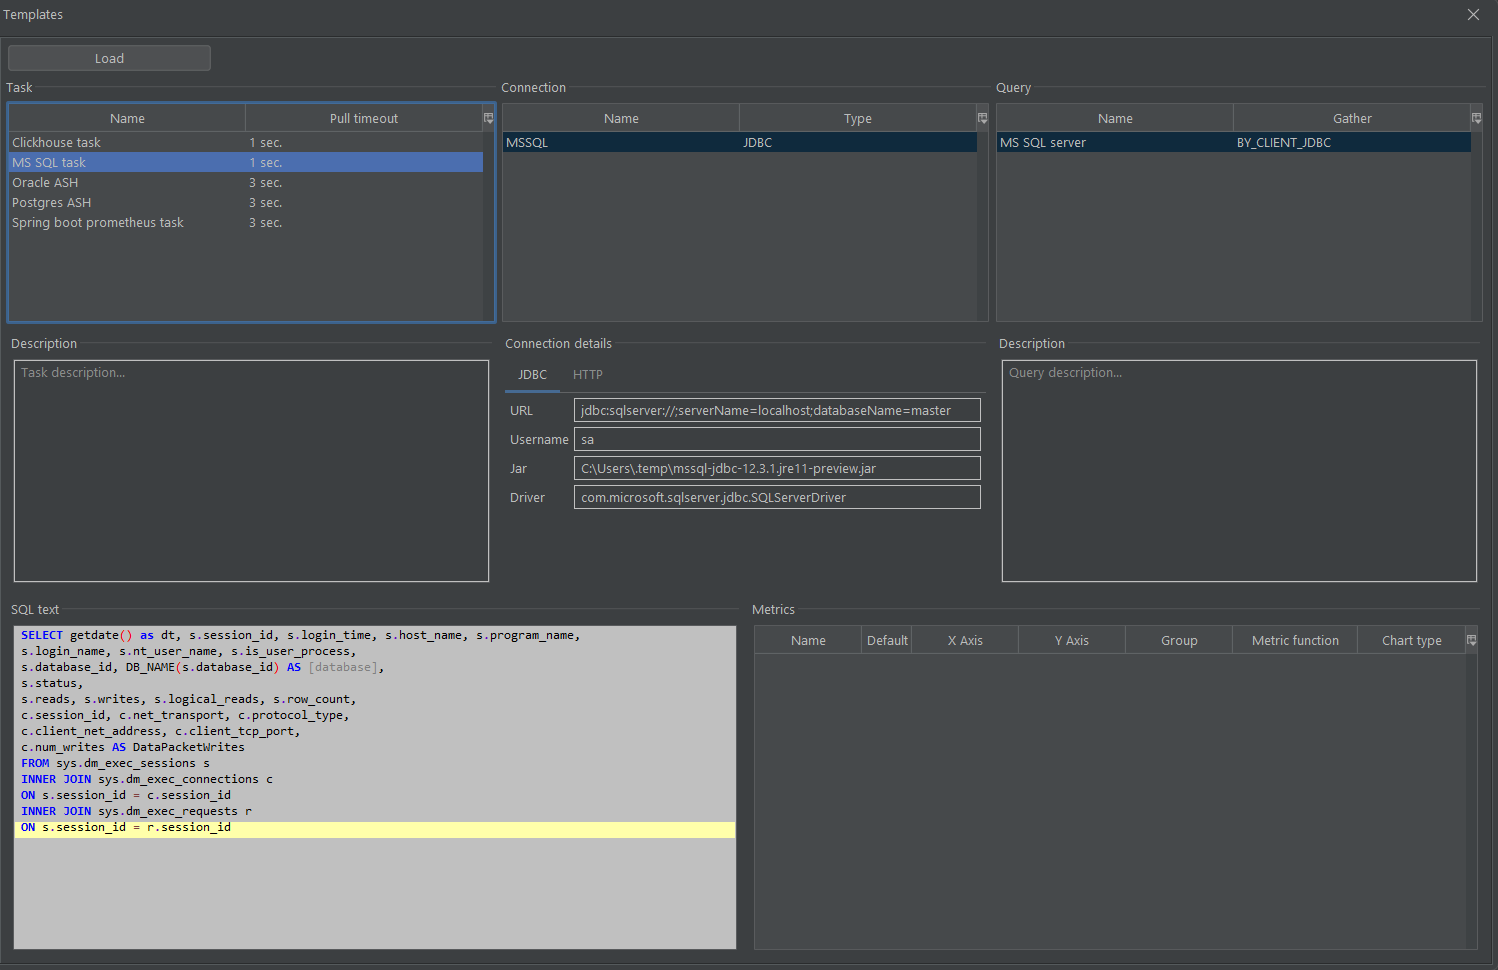 Templates
Load
Task
Name Pull timeout
Clickhouse task 1 sec.
MS SQL task 1 sec.
Oracle ASH 3 sec.
Postgres ASH 3 sec.
Spring boot prometheus task 3 sec.
Connection
Name Type
MSSQL JDBC
Query
Name Gather
MS SQL server BY_CLIENT_JDBC
Description
Task description...
Connection details
JDBC HTTP
URL jdbc:sqlserver://;serverName=localhost;databaseName=master
Username sa
Jar C:\Users\.temp\mssql-jdbc-12.3.1.jre11-preview.jar
Driver com.microsoft.sqlserver.jdbc.SQLServerDriver
Description
Query description...
SQL text
SELECT getdate() as dt, s.session_id, s.login_time, s.host_name, s.program_name,
s.login_name, s.nt_user_name, s.is_user_process,
s.database_id, DB_NAME(s.database_id) AS [database],
s.status,
s.reads, s.writes, s.logical_reads, s.row_count,
c.session_id, c.net_transport, c.protocol_type,
c.client_net_address, c.client_tcp_port,
c.num_writes AS DataPacketWrites
FROM sys.dm_exec_sessions s
INNER JOIN sys.dm_exec_connections c
ON s.session_id = c.session_id
INNER JOIN sys.dm_exec_requests r
ON s.session_id = r.session_id
Metrics
Name Default X Axis Y Axis Group Metric function Chart type